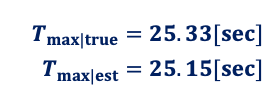 T_max|true = 25.33[sec]
T_max|est = 25.15[sec]